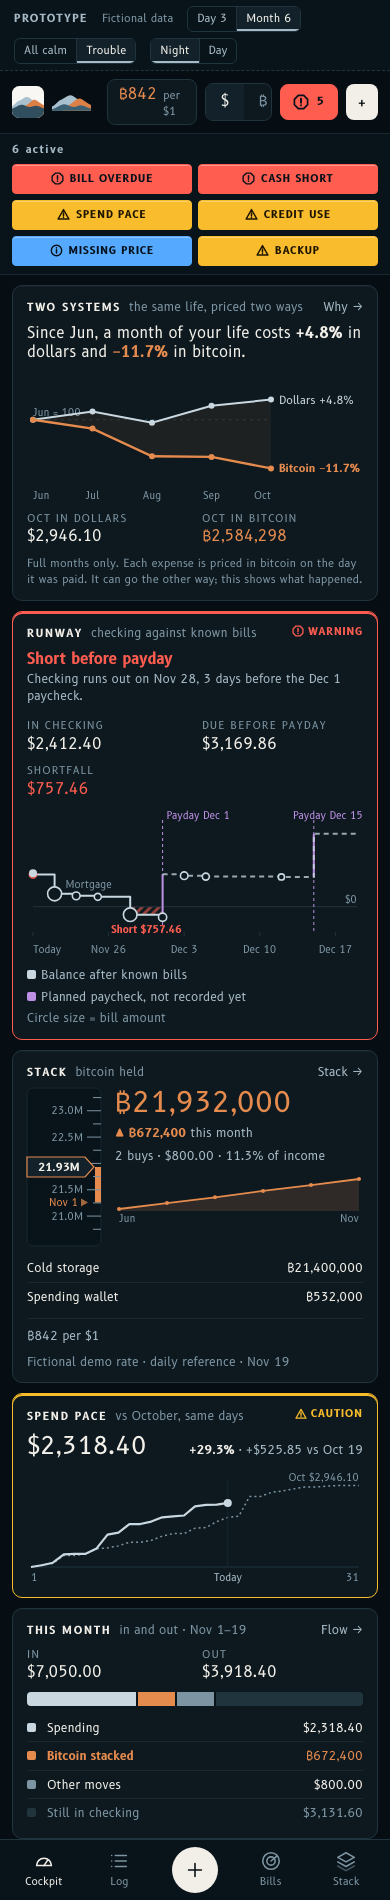 PROTOTYPE Fictional data Day 3 Month 6
All calm Trouble Night Day
฿842 per $1 $ ฿ 5 +
6 active
BILL OVERDUE CASH SHORT
SPEND PACE CREDIT USE
MISSING PRICE BACKUP
TWO SYSTEMS the same life, priced two ways Why →
Since Jun, a month of your life costs +4.8% in
dollars and −11.7% in bitcoin.
Jun = 100
Dollars +4.8%
Bitcoin −11.7%
Jun Jul Aug Sep Oct
OCT IN DOLLARS OCT IN BITCOIN
$2,946.10 ฿2,584,298
Full months only. Each expense is priced in bitcoin on the day
it was paid. It can go the other way; this shows what happened.
RUNWAY checking against known bills WARNING
Short before payday
Checking runs out on Nov 28, 3 days before the Dec 1
paycheck.
IN CHECKING DUE BEFORE PAYDAY
$2,412.40 $3,169.86
SHORTFALL
$757.46
Payday Dec 1 Payday Dec 15
Mortgage
$0
Short $757.46
Today Nov 26 Dec 3 Dec 10 Dec 17
Balance after known bills
Planned paycheck, not recorded yet
Circle size = bill amount
STACK bitcoin held Stack →
23.0M
22.5M
21.93M
21.5M
Nov 1
21.0M
฿21,932,000
▲ ฿672,400 this month
2 buys · $800.00 · 11.3% of income
Jun Nov
Cold storage ฿21,400,000
Spending wallet ฿532,000
฿842 per $1
Fictional demo rate · daily reference · Nov 19
SPEND PACE vs October, same days CAUTION
$2,318.40 +29.3% · +$525.85 vs Oct 19
Oct $2,946.10
1 Today 31
THIS MONTH in and out · Nov 1–19 Flow →
IN OUT
$7,050.00 $3,918.40
Spending $2,318.40
Bitcoin stacked ฿672,400
Other moves $800.00
Still in checking $3,131.60
Cockpit Log + Bills Stack